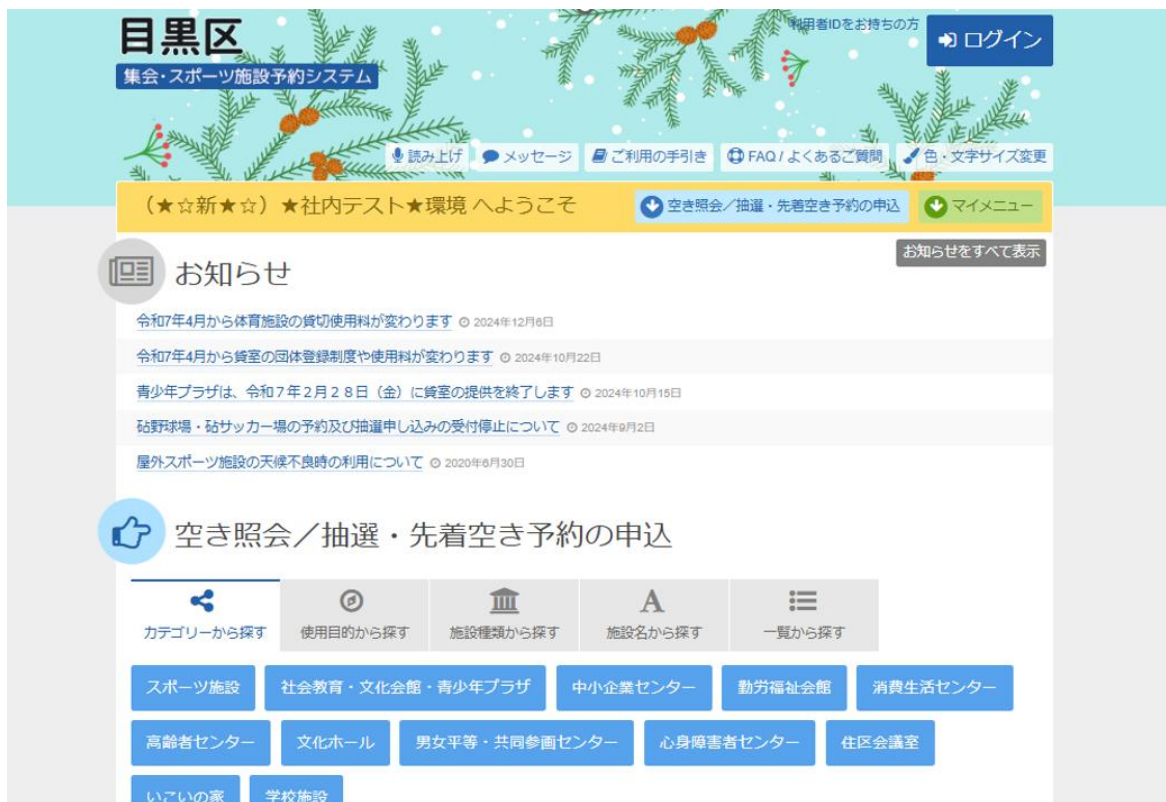 目黒区
利用者IDをお持ちの方
ログイン
集会・スポーツ施設予約システム
読み上げ メッセージ ご利用の手引き FAQ / よくあるご質問 色・文字サイズ変更
（★☆新★☆）★社内テスト★環境 へようこそ 空き照会／抽選・先着空き予約の申込 マイメニュー
お知らせをすべて表示
お知らせ
令和7年4月から体育施設の貸切使用料が変わります 2024年12月6日
令和7年4月から貸室の団体登録制度や使用料が変わります 2024年10月22日
青少年プラザは、令和７年２月２８日（金）に貸室の提供を終了します 2024年10月15日
砧野球場・砧サッカー場の予約及び抽選申し込みの受付停止について 2024年9月2日
屋外スポーツ施設の天候不良時の利用について 2020年6月30日
空き照会／抽選・先着空き予約の申込
カテゴリーから探す 使用目的から探す 施設種類から探す 施設名から探す 一覧から探す
スポーツ施設 社会教育・文化会館・青少年プラザ 中小企業センター 勤労福祉会館 消費生活センター
高齢者センター 文化ホール 男女平等・共同参画センター 心身障害者センター 住区会議室
いこいの家 学校施設